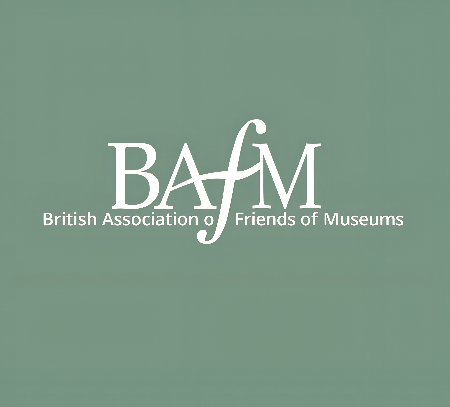 BAfM
British Association of Friends of Museums